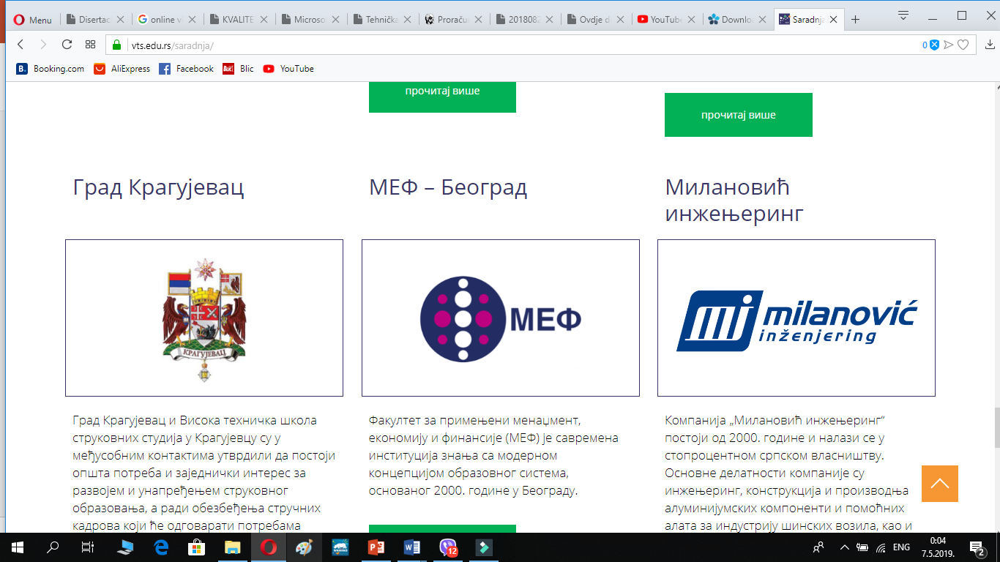 Menu
Disertac
online v
KVALITE
Microso
Tehnička
Proraču
2018082
Ovdje d
YouTube
Downlo
Saradnja
vts.edu.rs/saradnja/
0
Booking.com
AliExpress
Facebook
Blic
YouTube
прочитај више
прочитај више
Град Крагујевац
МЕФ – Београд
Милановић
инжењеринг
КРАГУЈЕВАЦ
МЕФ
milanović
inženjering
Град Крагујевац и Висока техничка школа
струковних студија у Крагујевцу су у
међусобним контактима утврдили да постоји
општа потреба и заједнички интерес за
развојем и унапређењем струковног
образовања, а ради обезбеђења стручних
кадрова који ће одговарати потребама
Факултет за примењени менаџмент,
економију и финансије (МЕФ) је савремена
институција знања са модерном
концепцијом образовног система,
основаног 2000. године у Београду.
Компанија „Милановић инжењеринг“
постоји од 2000. године и налази се у
стопроцентном српском власништву.
Основне делатности компаније су
инжењеринг, конструкција и производња
алуминијумских компоненти и помоћних
алата за индустрију шинских возила, као и
12
ENG
0:04
7.5.2019.
2